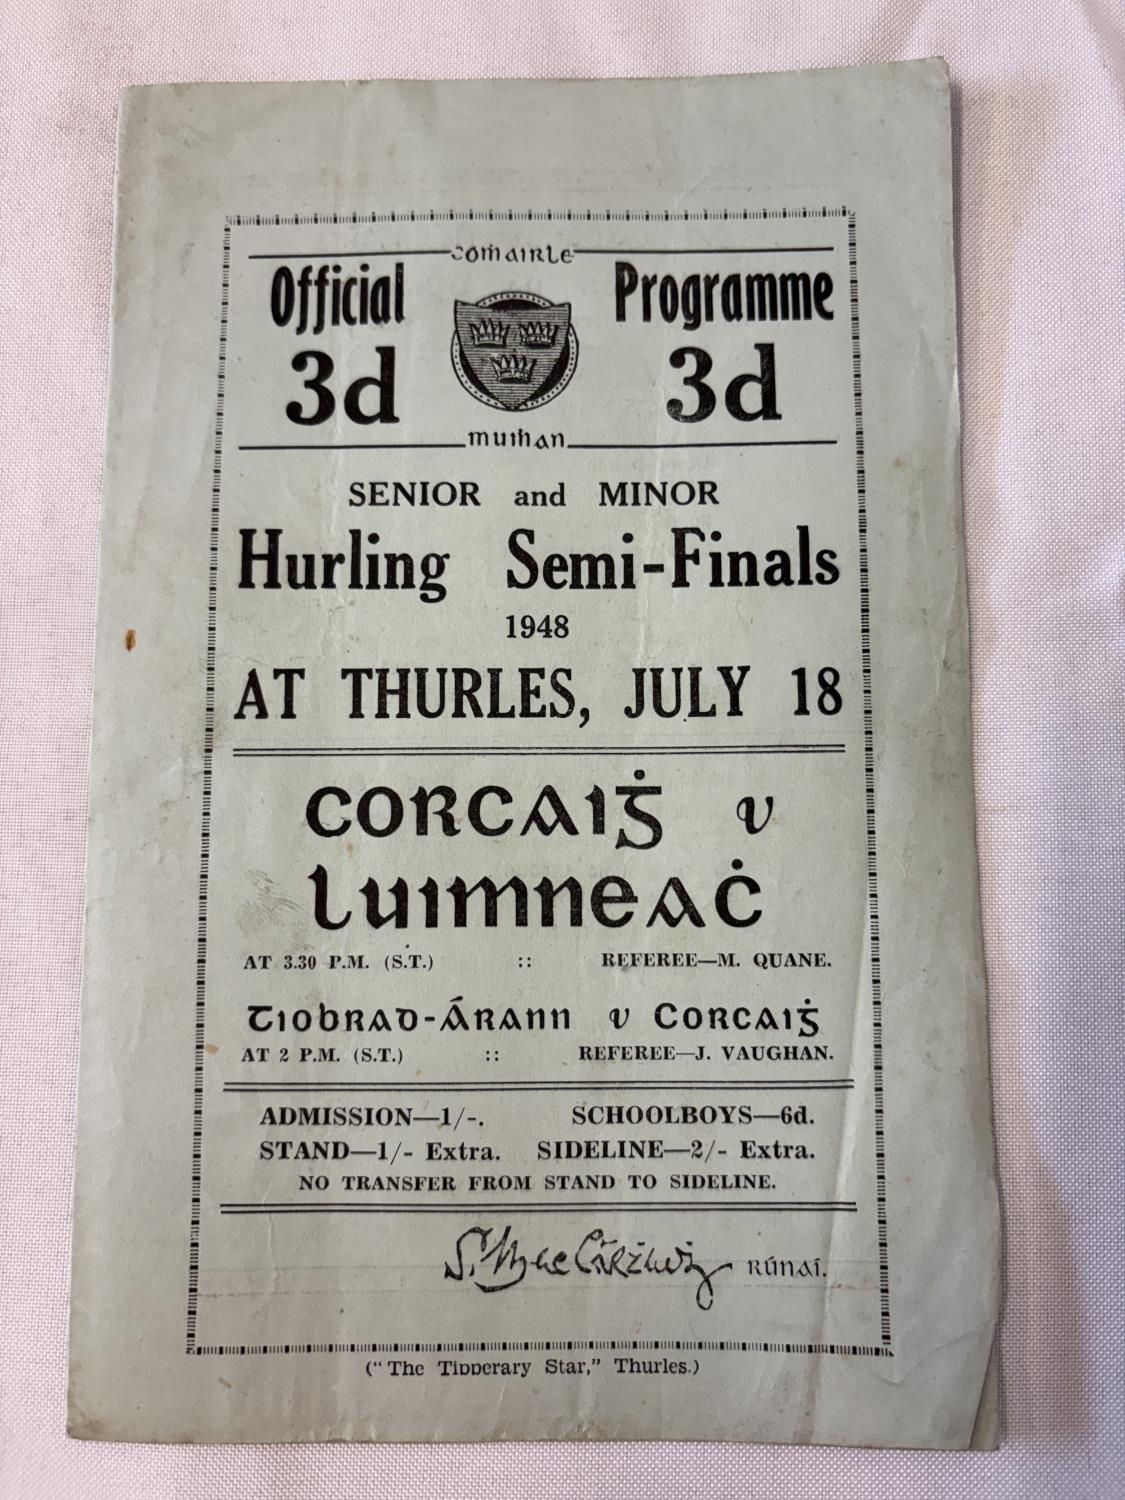 Comairle
Official Programme
3d 3d
Muṁan
SENIOR and MINOR
Hurling Semi-Finals
1948
AT THURLES, JULY 18
Corcaiġ v
Luimneaċ
AT 3.30 P.M. (S.T.) :: REFEREE—M. QUANE.
Tiobrad-Árann v Corcaiġ
AT 2 P.M. (S.T.) :: REFEREE—J. VAUGHAN.
ADMISSION—1/-. SCHOOLBOYS—6d.
STAND—1/- Extra. SIDELINE—2/- Extra.
NO TRANSFER FROM STAND TO SIDELINE.
S. Mac Rúnaí.
("The Tipperary Star," Thurles.)